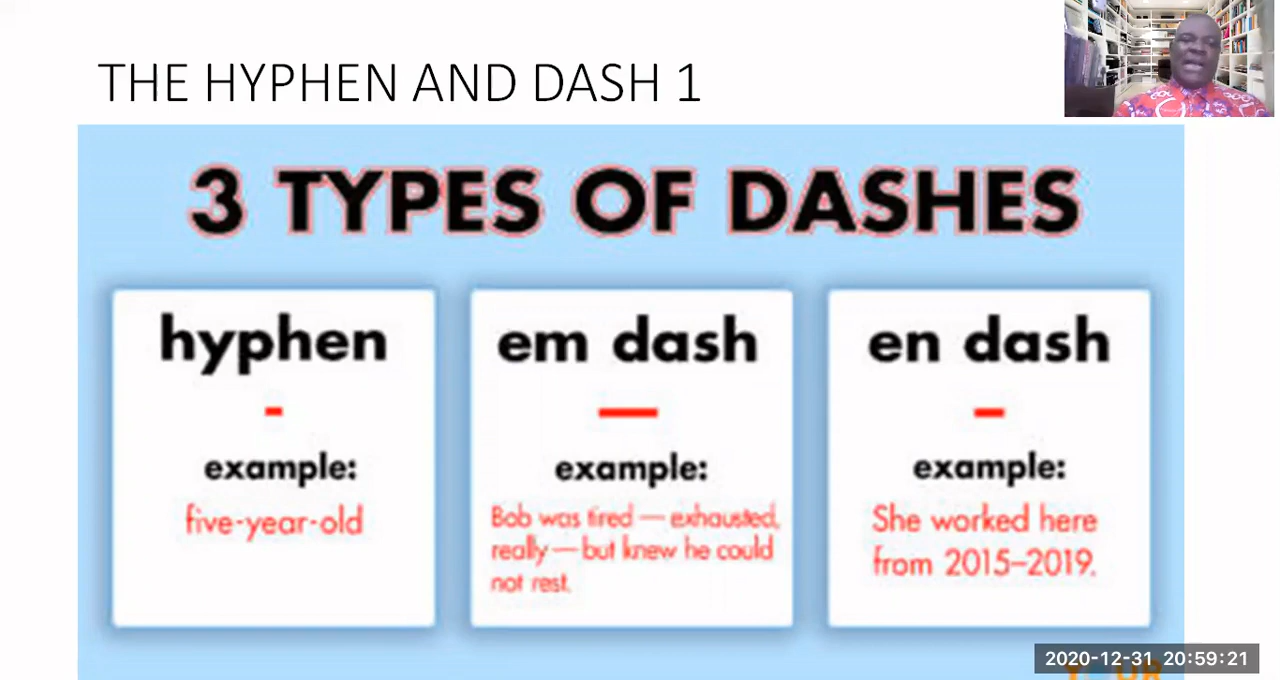 THE HYPHEN AND DASH 1
3 TYPES OF DASHES
hyphen
-
example:
five-year-old
em dash
—
example:
Bob was tired — exhausted,
really — but knew he could
not rest.
en dash
–
example:
She worked here
from 2015–2019.
2020-12-31 20:59:21